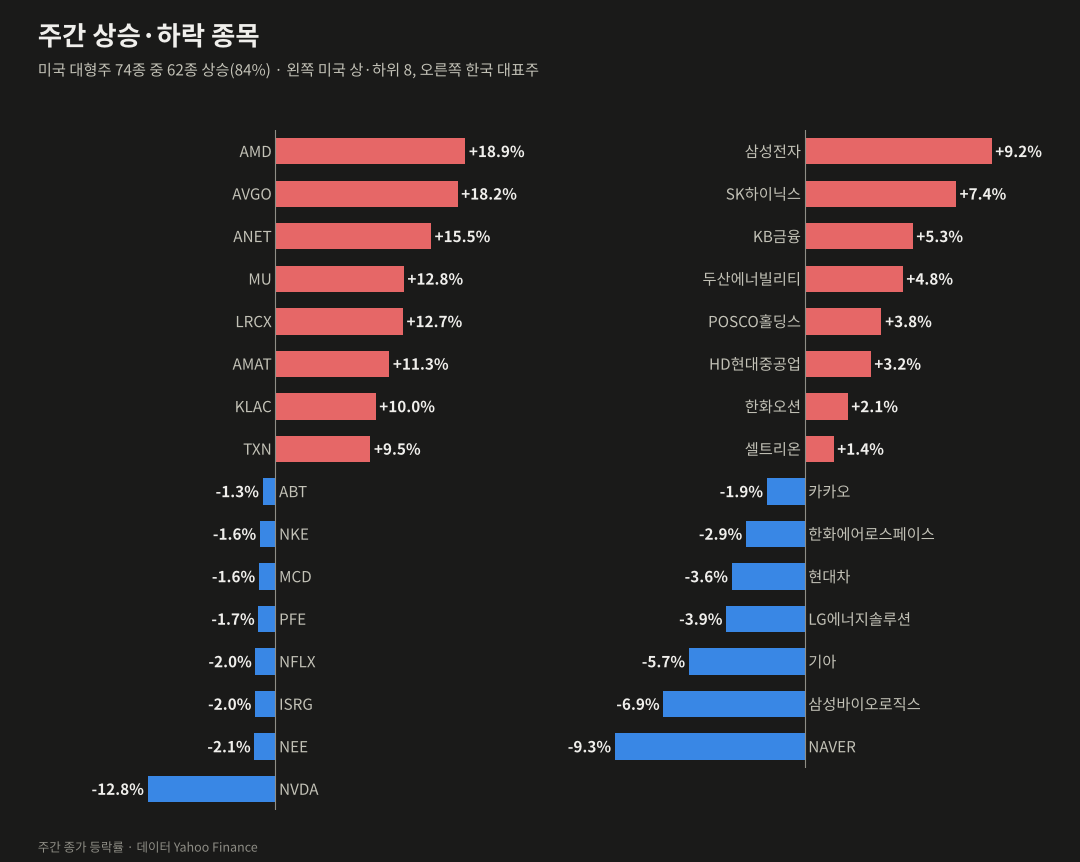 주간 상승·하락 종목
미국 대형주 74종 중 62종 상승(84%) · 왼쪽 미국 상·하위 8, 오른쪽 한국 대표주
AMD +18.9%
AVGO +18.2%
ANET +15.5%
MU +12.8%
LRCX +12.7%
AMAT +11.3%
KLAC +10.0%
TXN +9.5%
-1.3% ABT
-1.6% NKE
-1.6% MCD
-1.7% PFE
-2.0% NFLX
-2.0% ISRG
-2.1% NEE
-12.8% NVDA
삼성전자 +9.2%
SK하이닉스 +7.4%
KB금융 +5.3%
두산에너빌리티 +4.8%
POSCO홀딩스 +3.8%
HD현대중공업 +3.2%
한화오션 +2.1%
셀트리온 +1.4%
-1.9% 카카오
-2.9% 한화에어로스페이스
-3.6% 현대차
-3.9% LG에너지솔루션
-5.7% 기아
-6.9% 삼성바이오로직스
-9.3% NAVER
주간 종가 등락률 · 데이터 Yahoo Finance